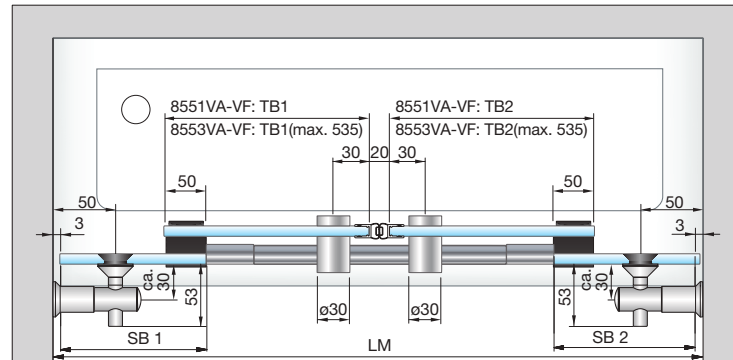 8551VA-VF: TB1
8551VA-VF: TB2
8553VA-VF: TB1(max. 535)
8553VA-VF: TB2(max. 535)
30 20 30
50 50
50 50
3 3
ca. 30
53
ø30
ø30
53
ca. 30
SB 1
LM
SB 2